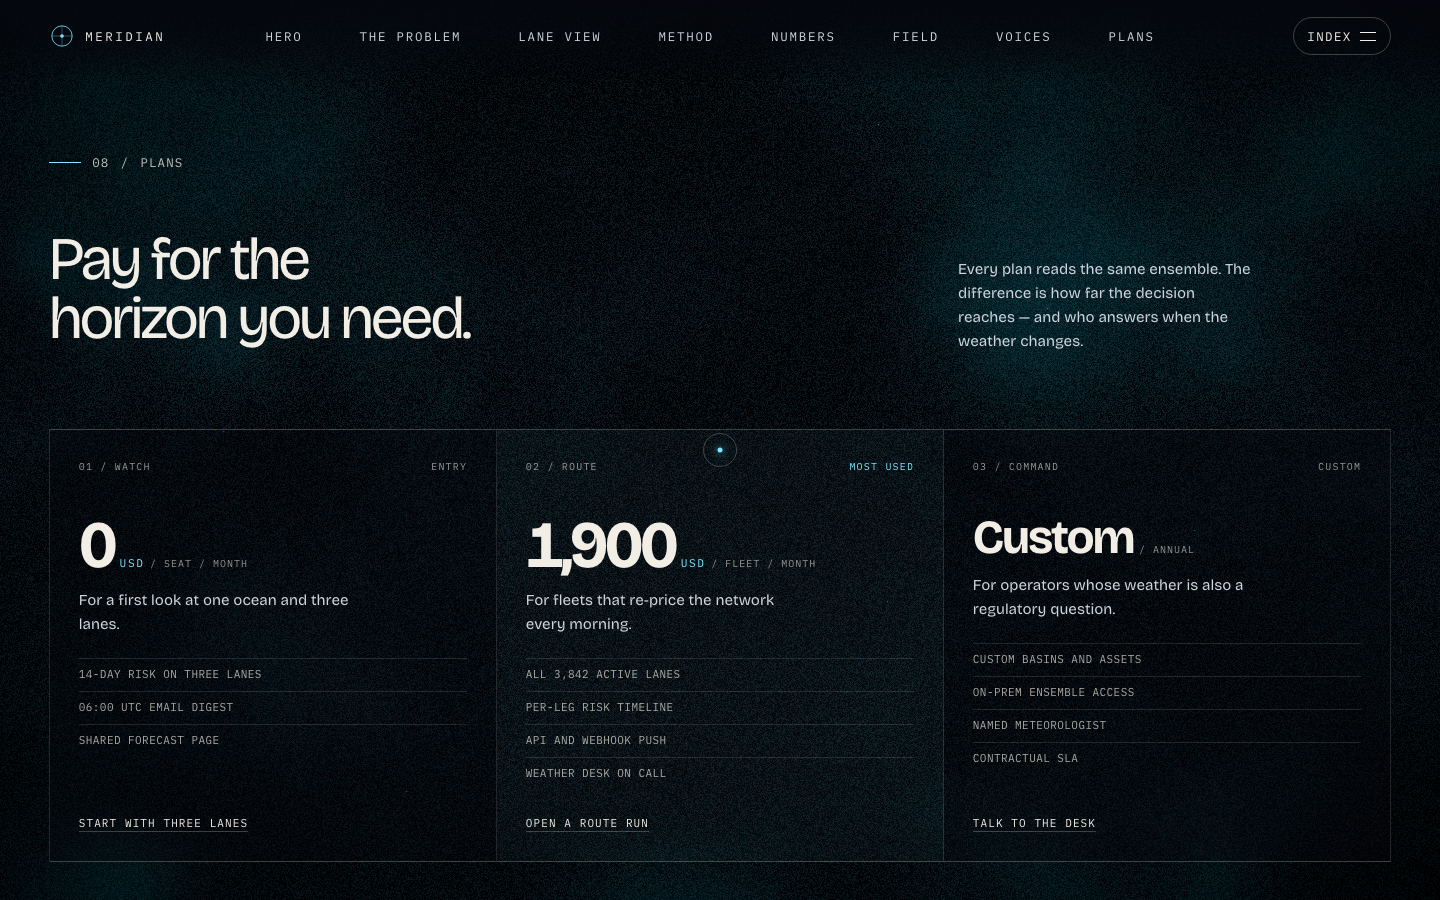 MERIDIAN
HERO
THE PROBLEM
LANE VIEW
METHOD
NUMBERS
FIELD
VOICES
PLANS
INDEX
08 / PLANS
Pay for the
horizon you need.
Every plan reads the same ensemble. The
difference is how far the decision
reaches — and who answers when the
weather changes.
01 / WATCH
ENTRY
0 USD / SEAT / MONTH
For a first look at one ocean and three
lanes.
14-DAY RISK ON THREE LANES
06:00 UTC EMAIL DIGEST
SHARED FORECAST PAGE
START WITH THREE LANES
02 / ROUTE
MOST USED
1,900 USD / FLEET / MONTH
For fleets that re-price the network
every morning.
ALL 3,842 ACTIVE LANES
PER-LEG RISK TIMELINE
API AND WEBHOOK PUSH
WEATHER DESK ON CALL
OPEN A ROUTE RUN
03 / COMMAND
CUSTOM
Custom / ANNUAL
For operators whose weather is also a
regulatory question.
CUSTOM BASINS AND ASSETS
ON-PREM ENSEMBLE ACCESS
NAMED METEOROLOGIST
CONTRACTUAL SLA
TALK TO THE DESK